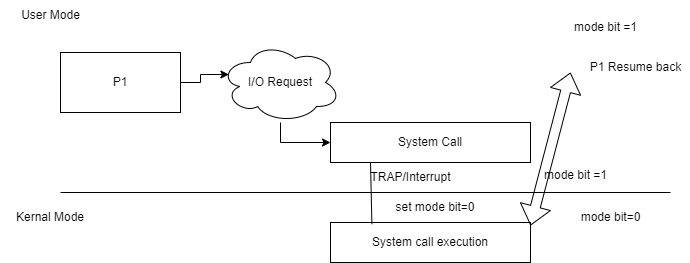 User Mode
mode bit =1
P1 Resume back
P1
I/O Request
System Call
TRAP/Interrupt
mode bit =1
set mode bit=0
Kernal Mode
mode bit=0
System call execution